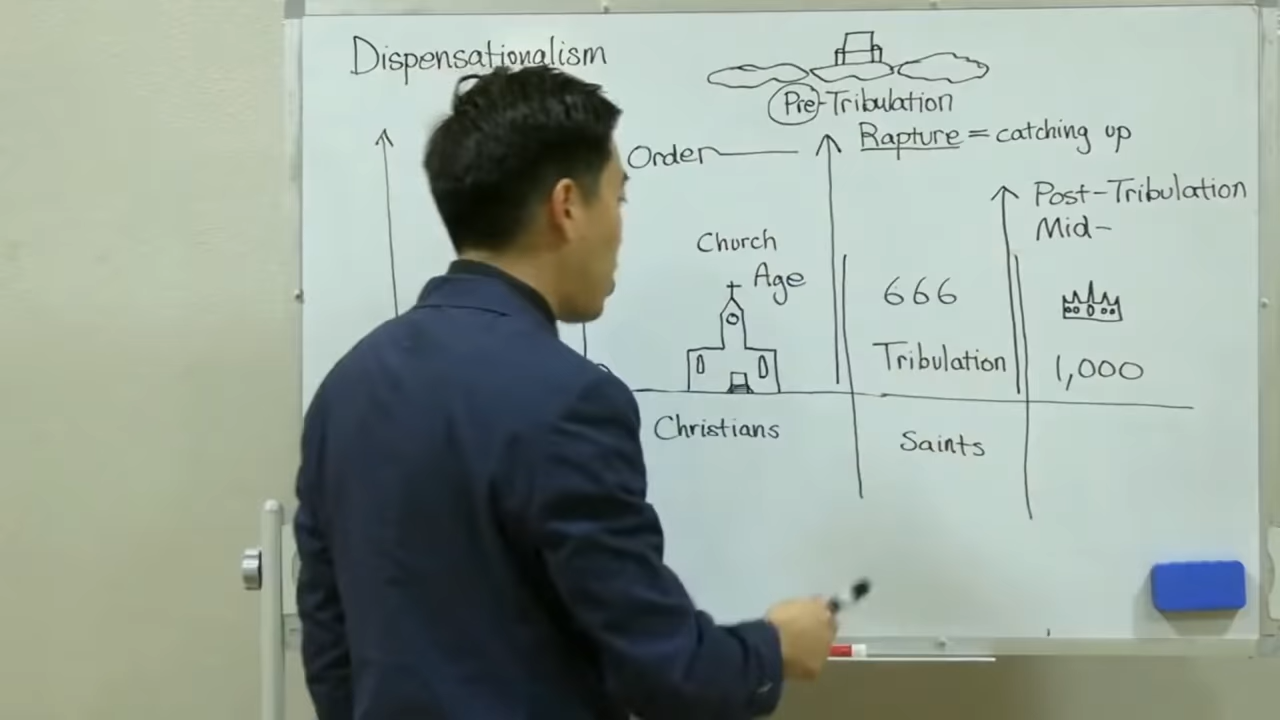 Dispensationalism
Pre-Tribulation
Rapture = catching up
Order
Post-Tribulation
Mid-
Church
Age
666
Tribulation
1,000
Christians
Saints